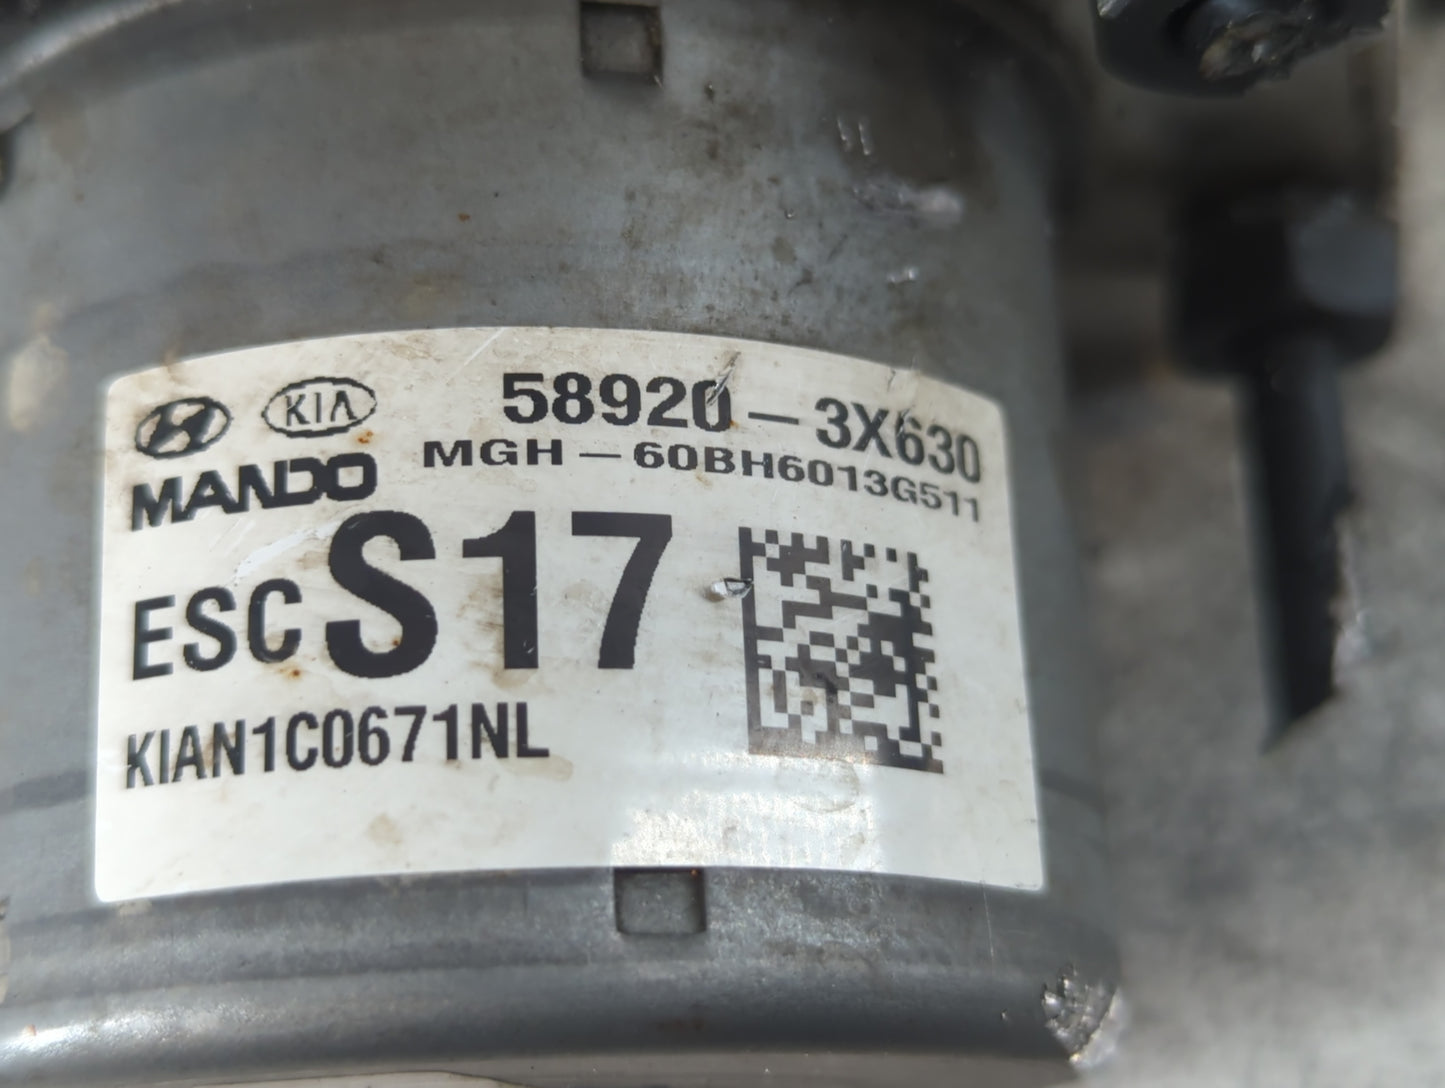 KIA
58920-3X630
MANDO
MGH-60BH6013G511
ESC S17
KIAN1C0671NL